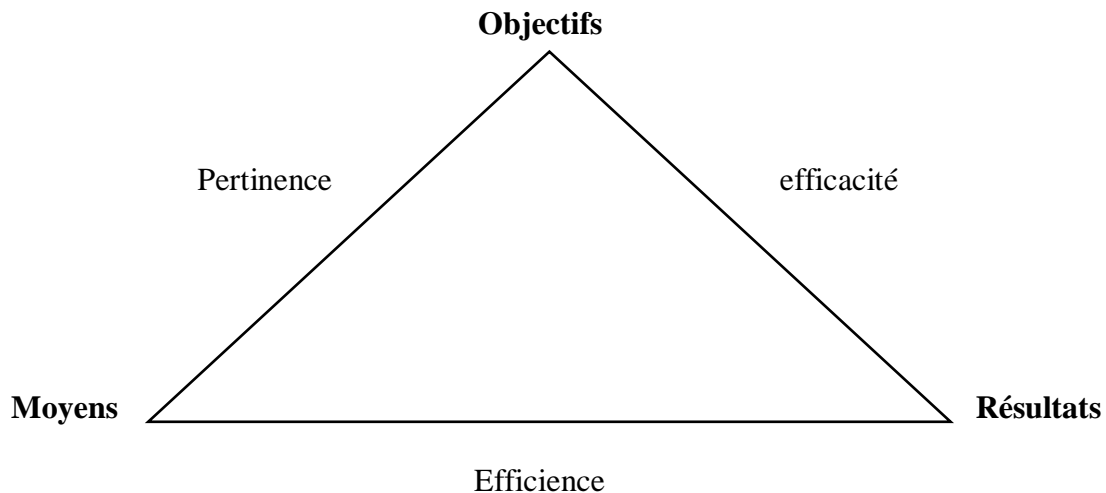 Objectifs
Pertinence efficacité
Moyens Résultats
Efficience